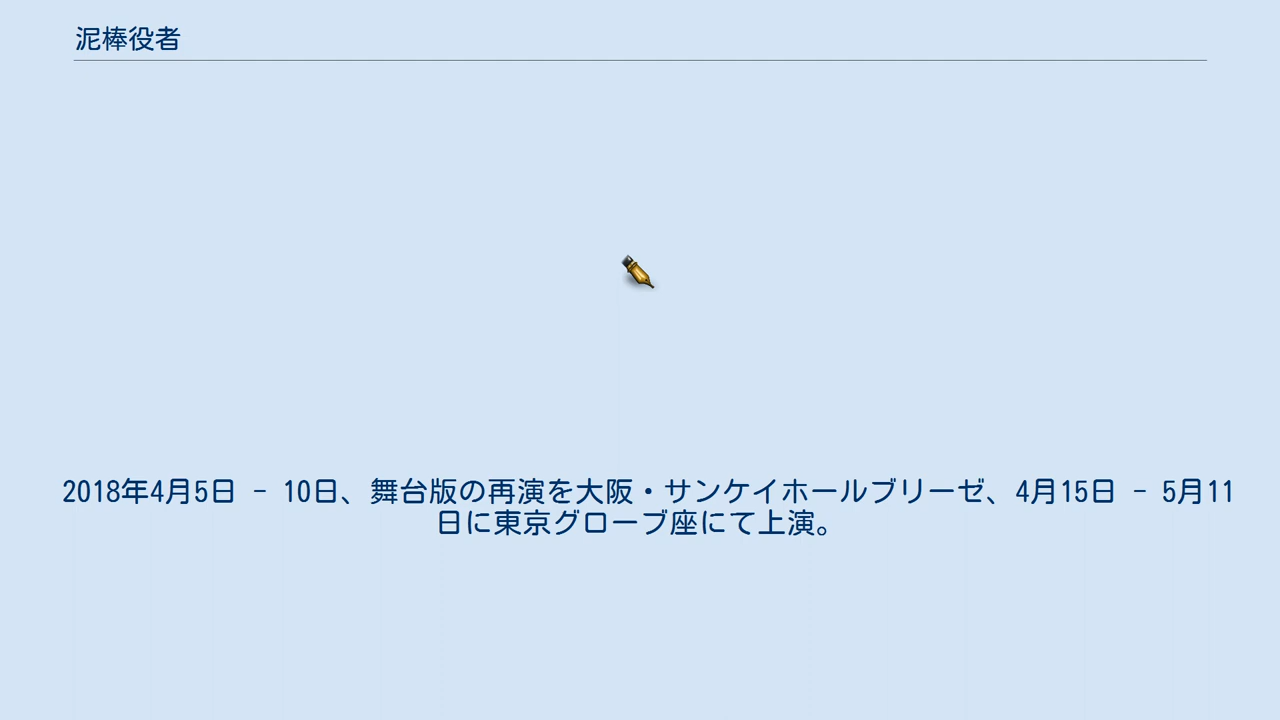 泥棒役者
2018年4月5日 - 10日、舞台版の再演を大阪・サンケイホールブリーゼ、4月15日 - 5月11
日に東京グローブ座にて上演。